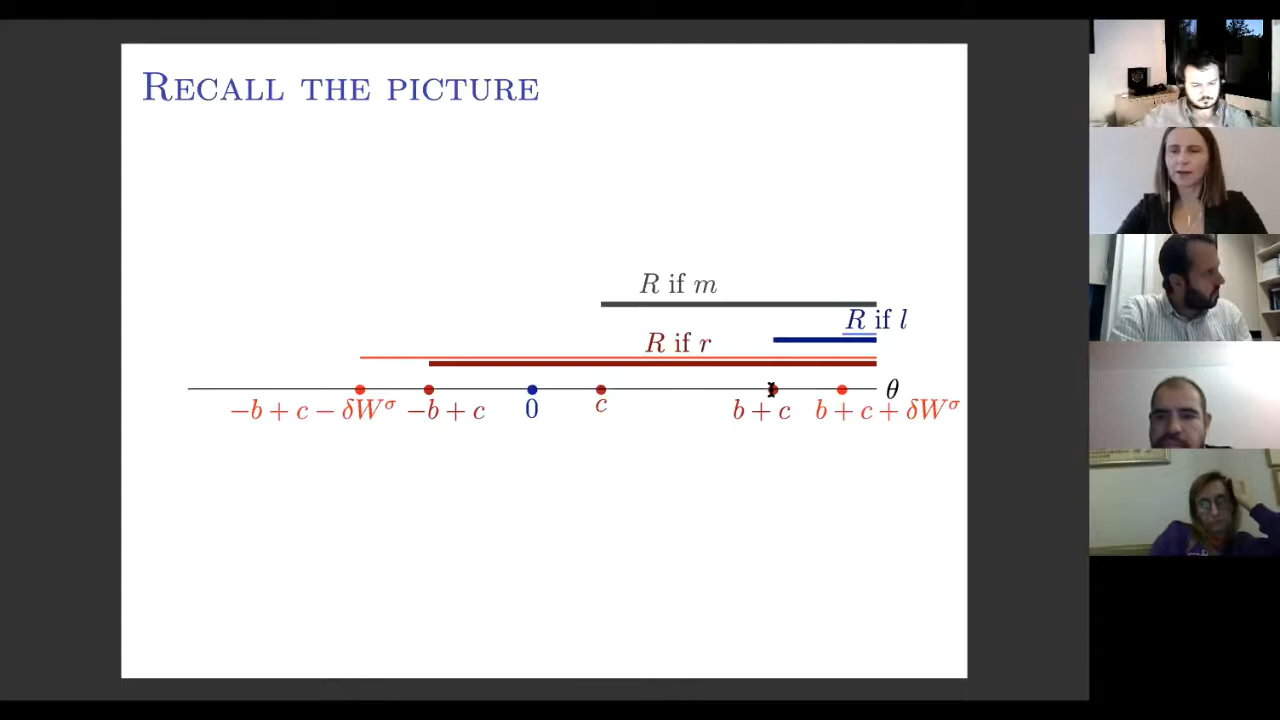 RECALL THE PICTURE
R if m
R if l
R if r
θ
−b + c − δW^σ −b + c 0 c b + c b + c + δW^σ